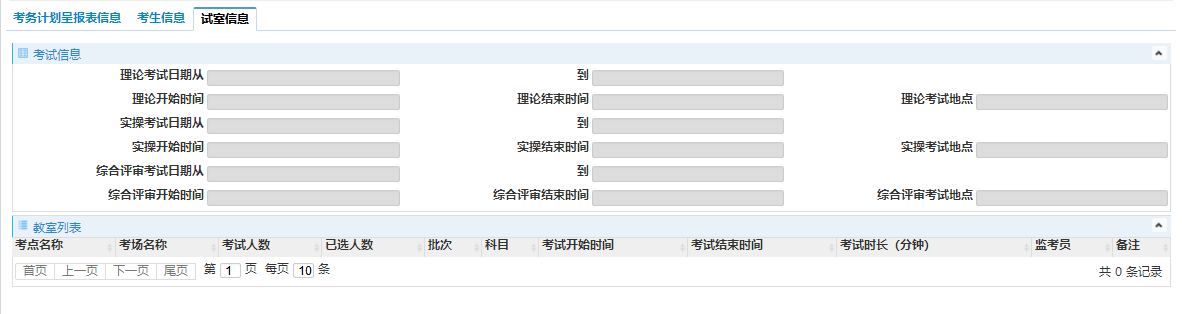 考务计划呈报表信息 考生信息 试室信息
考试信息
理论考试日期从 到
理论开始时间 理论结束时间 理论考试地点
实操考试日期从 到
实操开始时间 实操结束时间 实操考试地点
综合评审考试日期从 到
综合评审开始时间 综合评审结束时间 综合评审考试地点
教室列表
考点名称 考场名称 考试人数 已选人数 批次 科目 考试开始时间 考试结束时间 考试时长（分钟） 监考员 备注
首页 上一页 下一页 尾页 第 1 页 每页 10 条 共 0 条记录